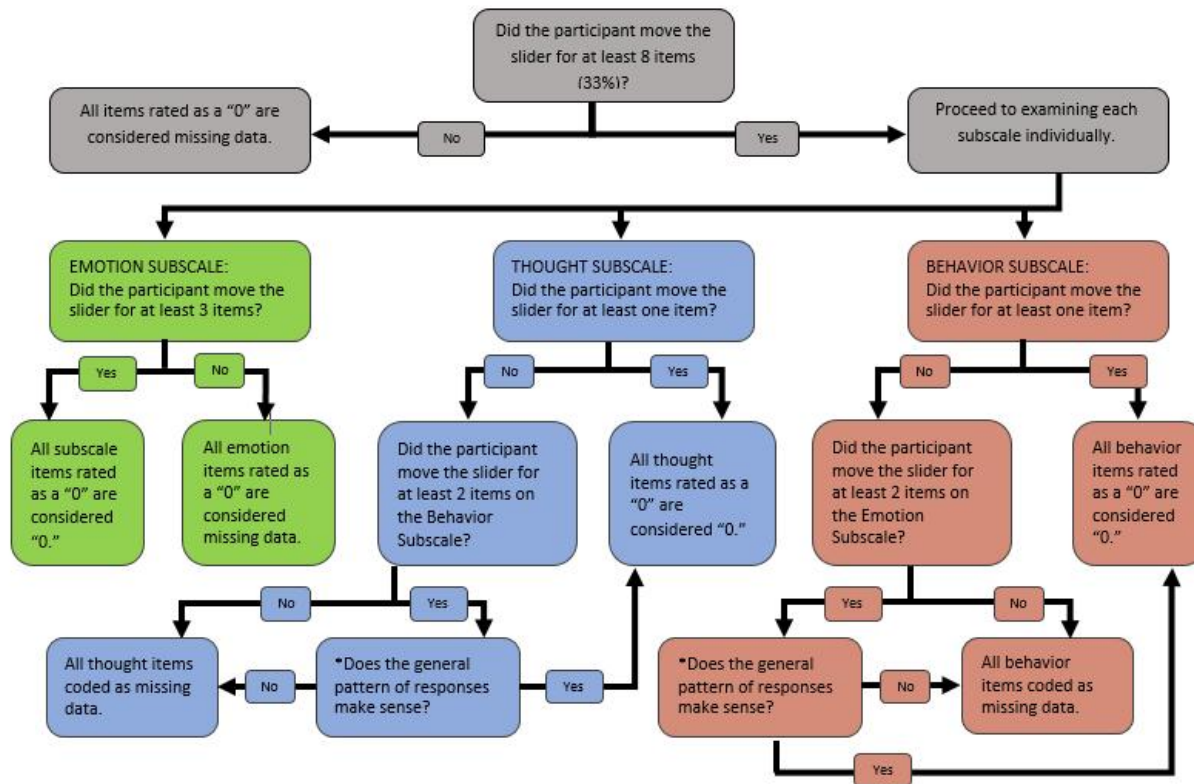 Did the participant move the
slider for at least 8 items
(33%)?
All items rated as a “0” are
considered missing data.
No
Yes
Proceed to examining each
subscale individually.
EMOTION SUBSCALE:
Did the participant move the
slider for at least 3 items?
THOUGHT SUBSCALE:
Did the participant move the
slider for at least one item?
BEHAVIOR SUBSCALE:
Did the participant move the
slider for at least one item?
Yes
No
No
Yes
No
Yes
All subscale
items rated
as a “0” are
considered
“0.”
All emotion
items rated as
a “0” are
considered
missing data.
Did the participant
move the slider for
at least 2 items on
the Behavior
Subscale?
All thought
items rated as a
“0” are
considered “0.”
Did the participant
move the slider for
at least 2 items on
the Emotion
Subscale?
All behavior
items rated
as a “0” are
considered
“0.”
No
Yes
Yes
No
All thought items
coded as missing
data.
No
*Does the general
pattern of responses
make sense?
Yes
*Does the general
pattern of responses
make sense?
No
All behavior
items coded as
missing data.
Yes